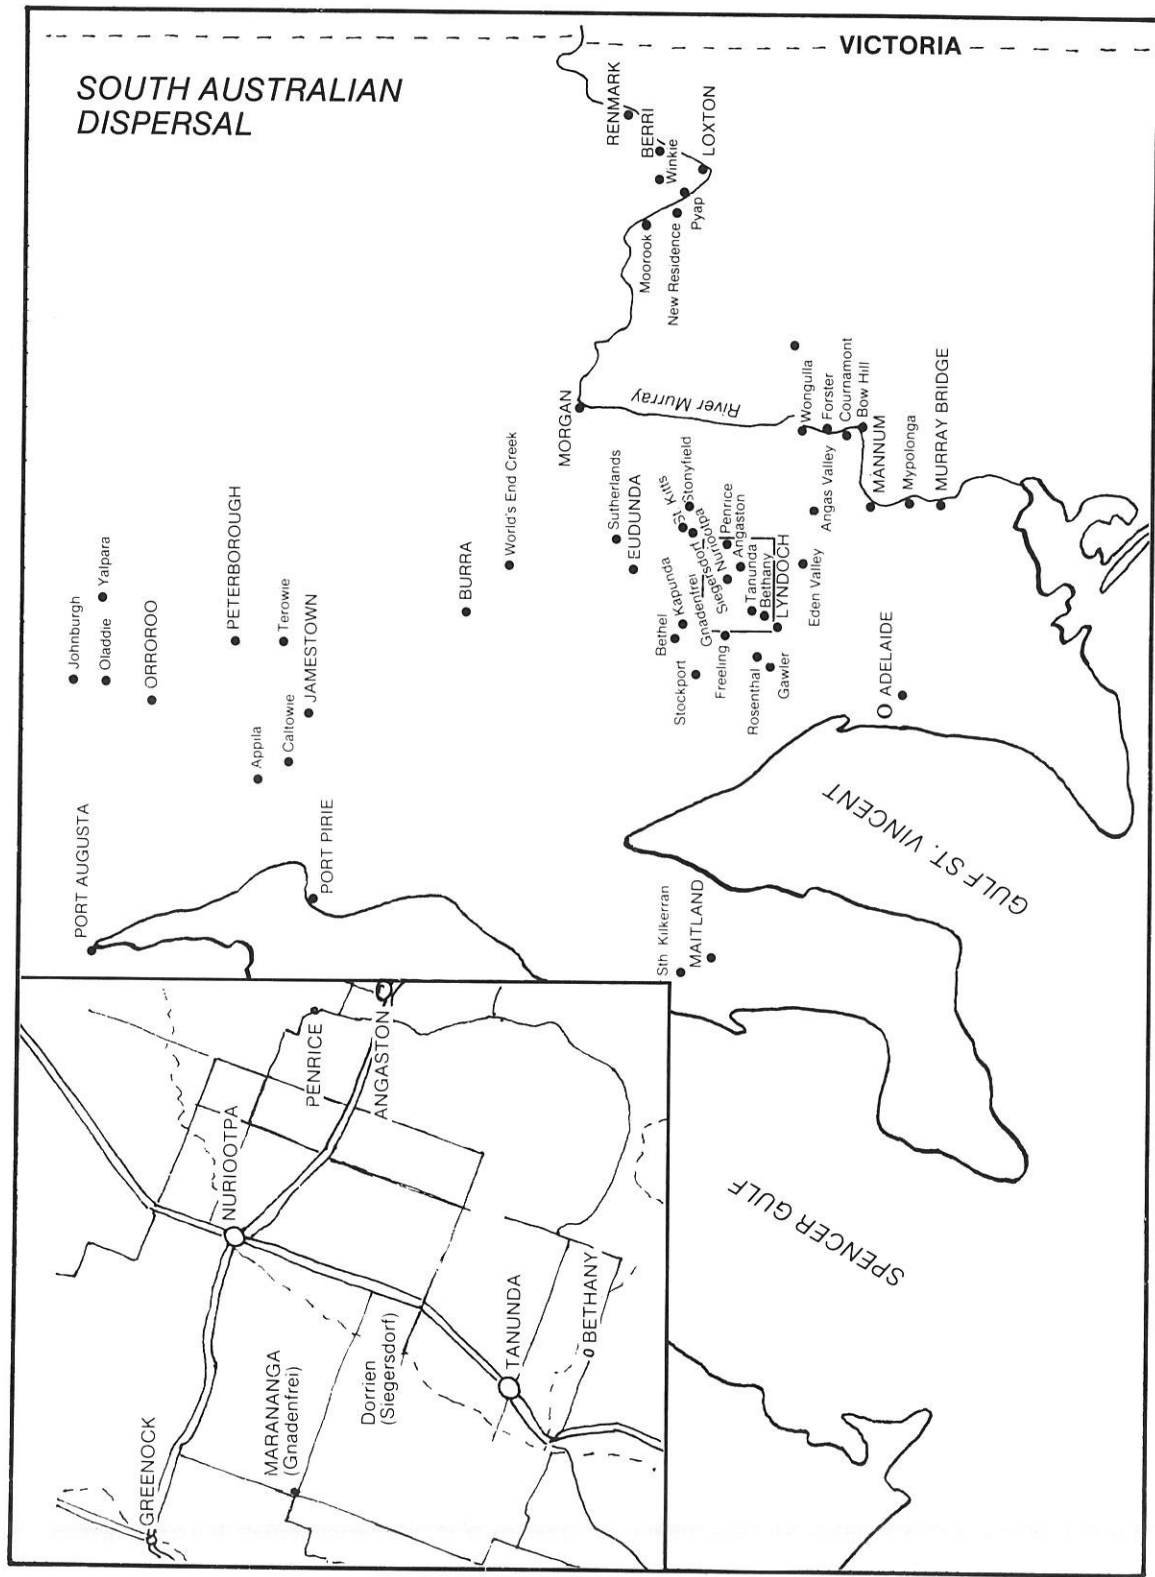 SOUTH AUSTRALIAN
DISPERSAL
VICTORIA
RENMARK
BERRI
Winkie
LOXTON
Pyap
New Residence
Moorook
MORGAN
River Murray
Wongulla
Forster
Cournamont
Bow Hill
Angas Valley
MANNUM
Mypolonga
MURRAY BRIDGE
Johnburgh
Yalpara
Oladdie
ORROROO
PETERBOROUGH
Terowie
JAMESTOWN
Appila
Caltowie
PORT AUGUSTA
PORT PIRIE
BURRA
World's End Creek
Sutherlands
EUDUNDA
St. Kitts
Stonyfield
Bethel
Kapunda
Stockport
Gnadenfrei
Siegersdorf
Nuriootpa
Penrice
Angaston
Tanunda
Bethany
LYNDOCH
Freeling
Rosenthal
Gawler
Eden Valley
ADELAIDE
GULF ST. VINCENT
Sth Kilkerran
MAITLAND
SPENCER GULF
GREENOCK
NURIOOTPA
PENRICE
ANGASTON
MARANANGA
(Gnadenfrei)
Dorrien
(Siegersdorf)
TANUNDA
BETHANY